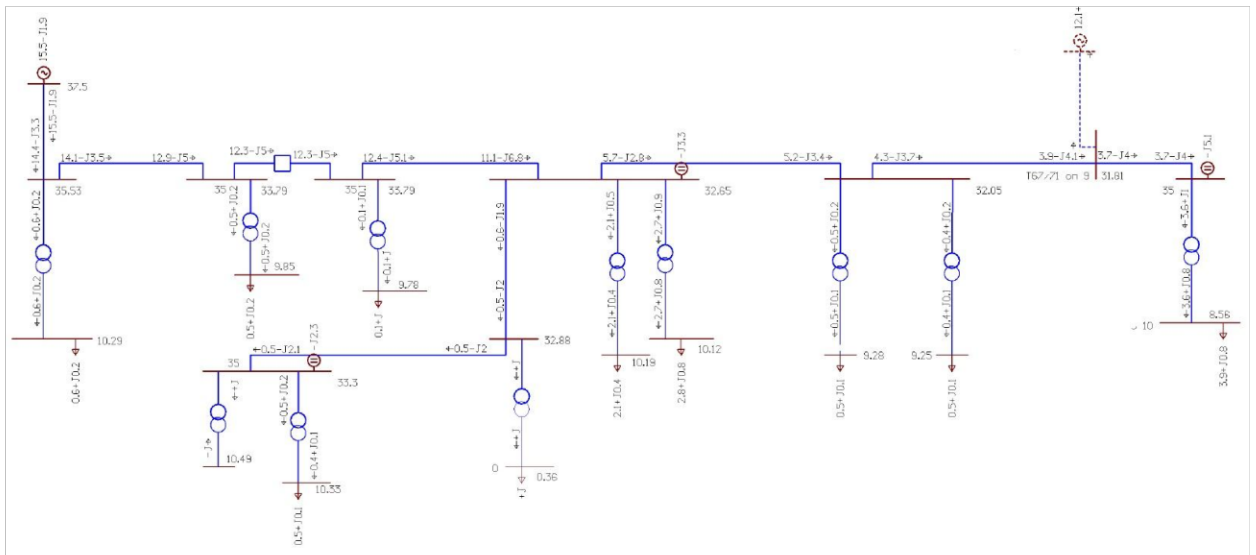 15.5-J1.9
37.5
←15.5-J1.9
←14.4-J3.3
14.1-J3.5→
12.9-J5
12.3-J5→
12.3-J5→
12.4-J5.1→
11.1-J6.8→
5.7-J2.8→
-J3.3
5.2-J3.4→
4.3-J3.7→
3.9-J4.1→
3.7-J4→
3.7-J4→
-J5.1
12.1+
35.53
35
33.79
35
33.79
32.65
32.05
T67/71 on 9
31.81
35
←0.6+J0.2
←0.6+J0.2
10.29
0.6+J0.2
←0.5+J0.2
←0.5+J0.2
9.85
0.5+J0.2
←0.1+J0.1
←0.1+J
9.78
0.1+J
←0.6-J1.9
←0.5-J2
32.88
←2.1+J0.5
←2.1+J0.4
10.19
2.1+J0.4
←2.7+J0.9
←2.7+J0.8
10.12
2.8+J0.8
←0.5+J0.2
←0.5+J0.1
9.28
0.5+J0.1
←0.4+J0.2
←0.4+J0.1
9.25
0.5+J0.1
←3.6+J1
←3.6+J0.8
10
8.56
3.9+J0.8
←0.5-J2.1
-J2.3
←0.5-J2
35
33.3
←+J
-J→
10.49
←0.5+J0.2
←0.4+J0.1
10.33
0.5+J0.1
←+J
←+J
0
0.36
+J